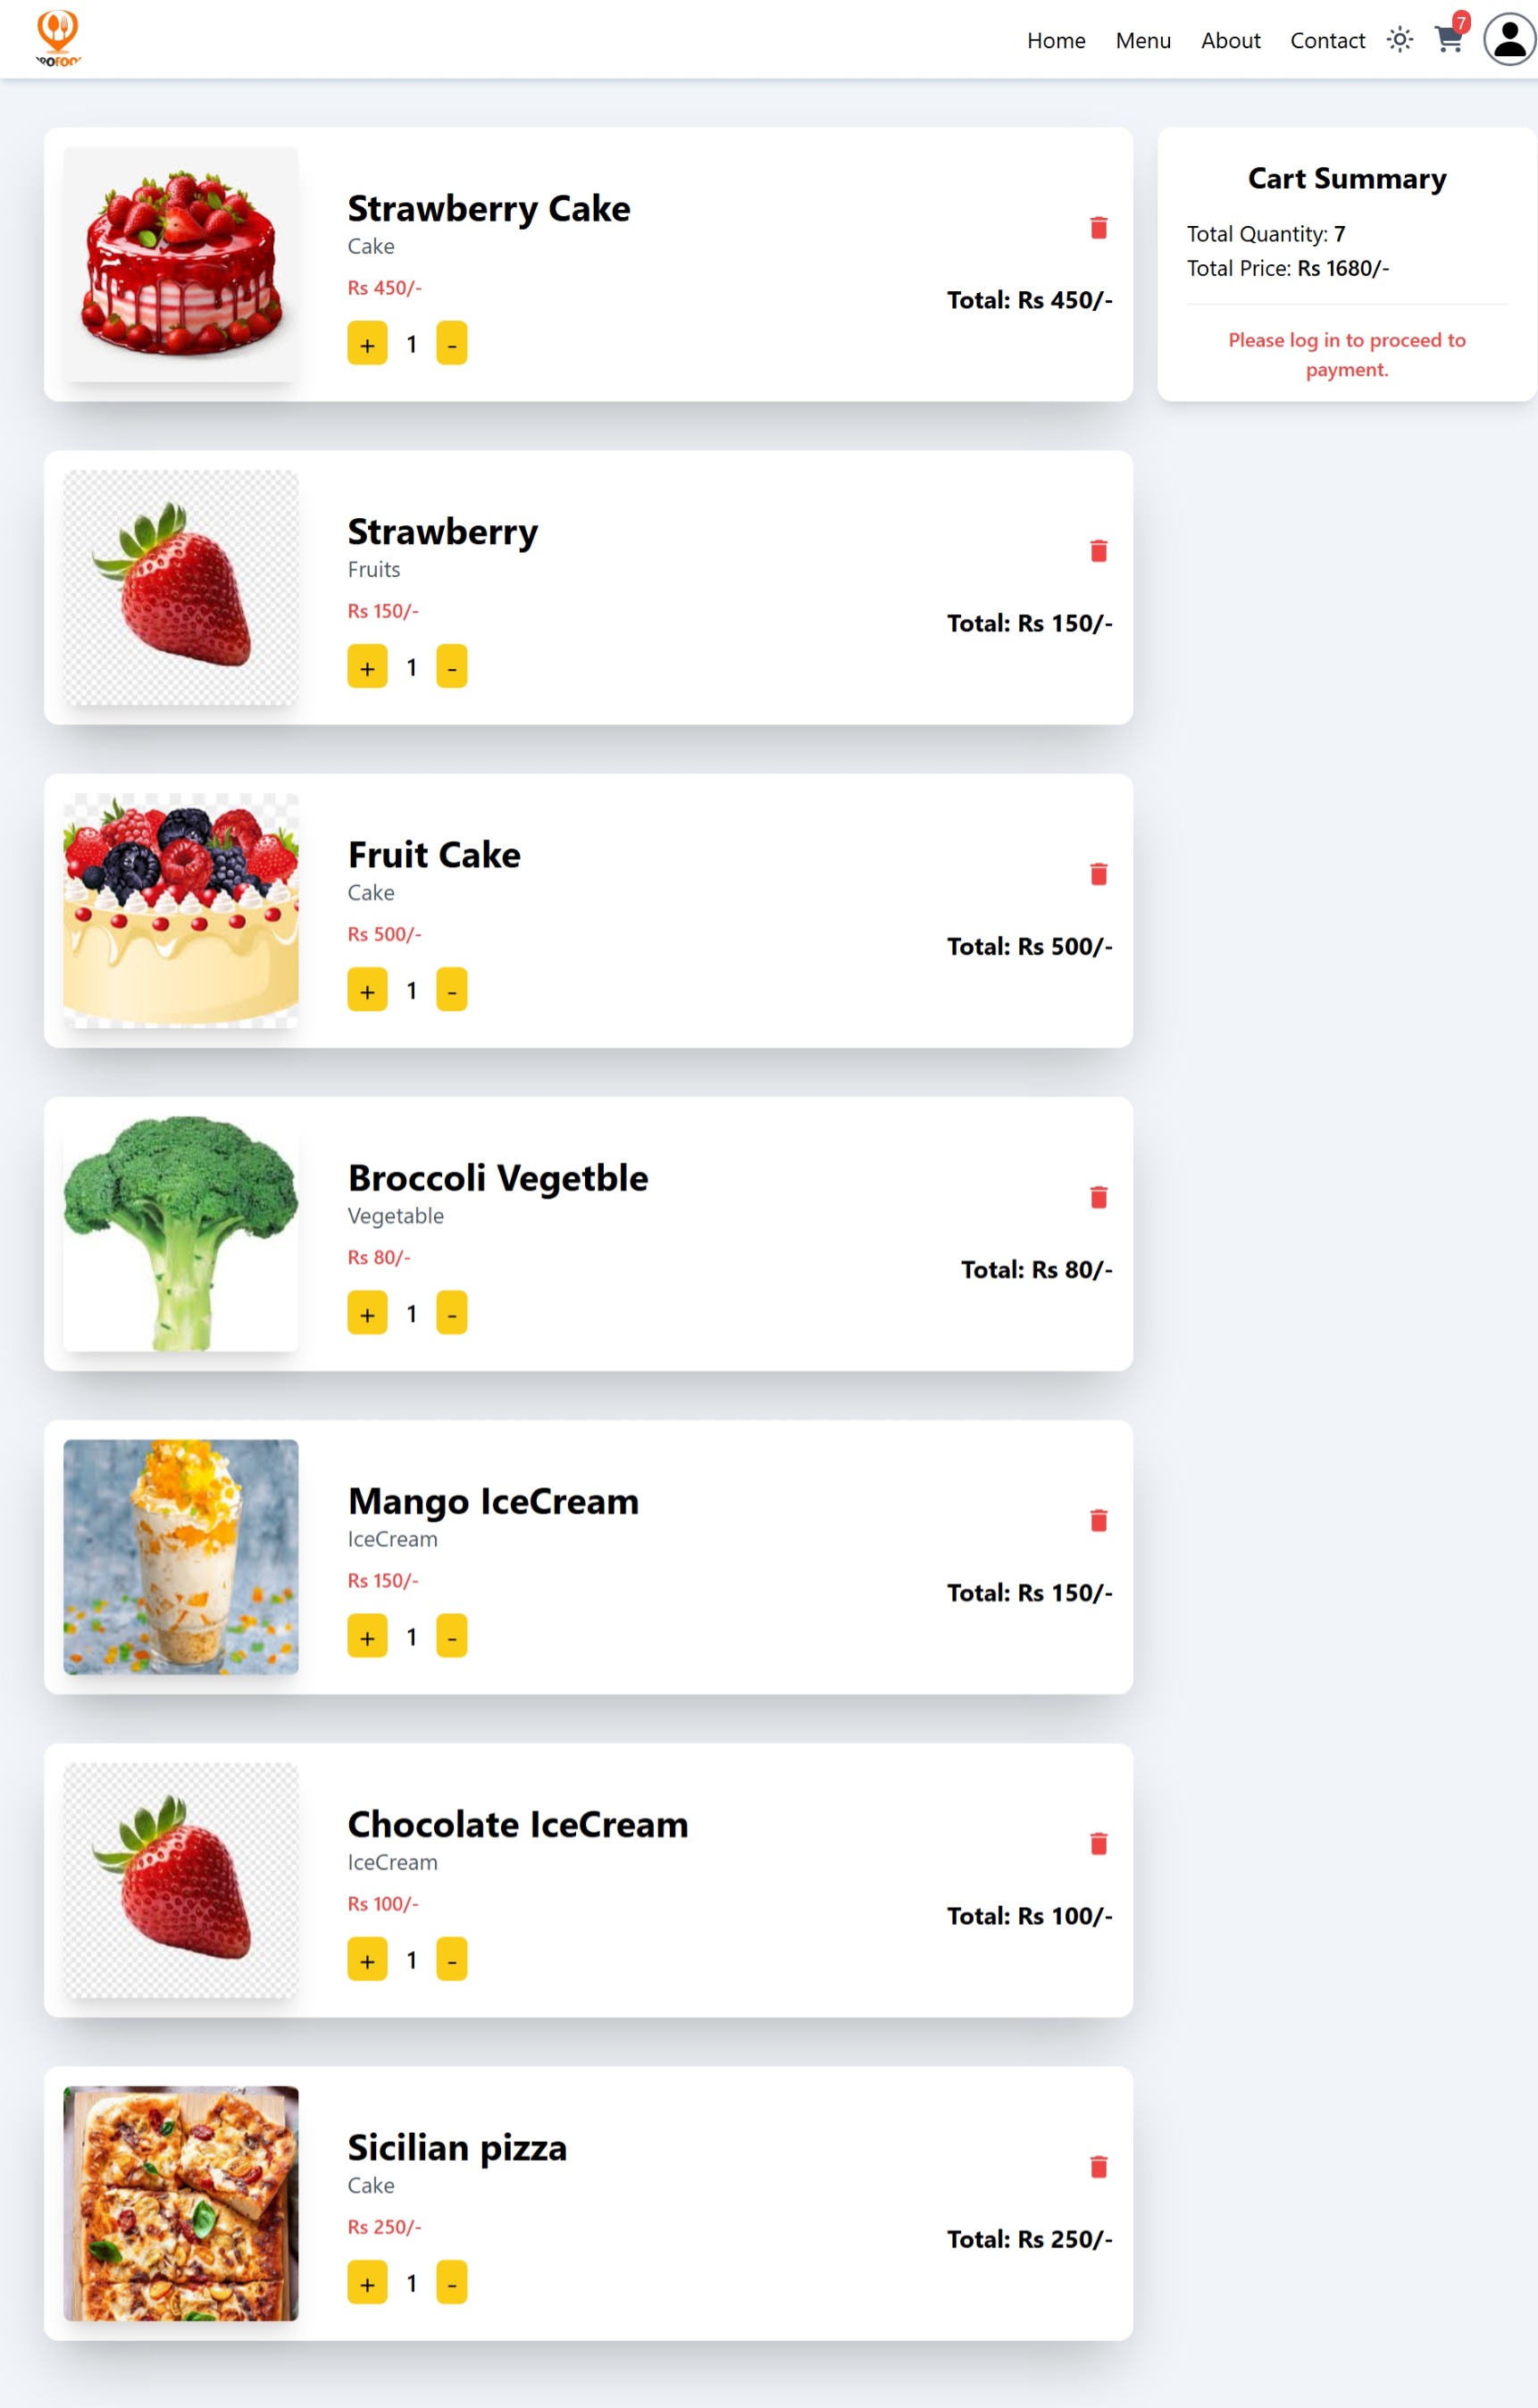 Home Menu About Contact 7
Strawberry Cake
Cake
Rs 450/-
+ 1 -
Total: Rs 450/-
Cart Summary
Total Quantity: 7
Total Price: Rs 1680/-
Please log in to proceed to
payment.
Strawberry
Fruits
Rs 150/-
+ 1 -
Total: Rs 150/-
Fruit Cake
Cake
Rs 500/-
+ 1 -
Total: Rs 500/-
Broccoli Vegetble
Vegetable
Rs 80/-
+ 1 -
Total: Rs 80/-
Mango IceCream
IceCream
Rs 150/-
+ 1 -
Total: Rs 150/-
Chocolate IceCream
IceCream
Rs 100/-
+ 1 -
Total: Rs 100/-
Sicilian pizza
Cake
Rs 250/-
+ 1 -
Total: Rs 250/-